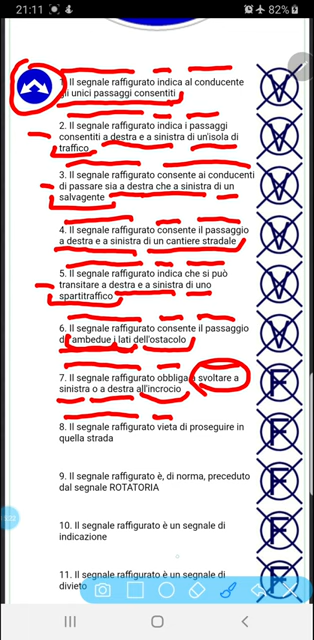 21:11
82%
1. Il segnale raffigurato indica al conducente
gli unici passaggi consentiti
V
2. Il segnale raffigurato indica i passaggi
consentiti a destra e a sinistra di un'isola di
traffico
V
3. Il segnale raffigurato consente ai conducenti
di passare sia a destra che a sinistra di un
salvagente
V
4. Il segnale raffigurato consente il passaggio
a destra e a sinistra di un cantiere stradale
V
5. Il segnale raffigurato indica che si può
transitare a destra e a sinistra di uno
spartitraffico
V
6. Il segnale raffigurato consente il passaggio
da ambedue i lati dell'ostacolo
V
7. Il segnale raffigurato obbliga a svoltare a
sinistra o a destra all'incrocio
F
8. Il segnale raffigurato vieta di proseguire in
quella strada
F
9. Il segnale raffigurato è, di norma, preceduto
dal segnale ROTATORIA
F
10. Il segnale raffigurato è un segnale di
indicazione
F
11. Il segnale raffigurato è un segnale di
divieto
F